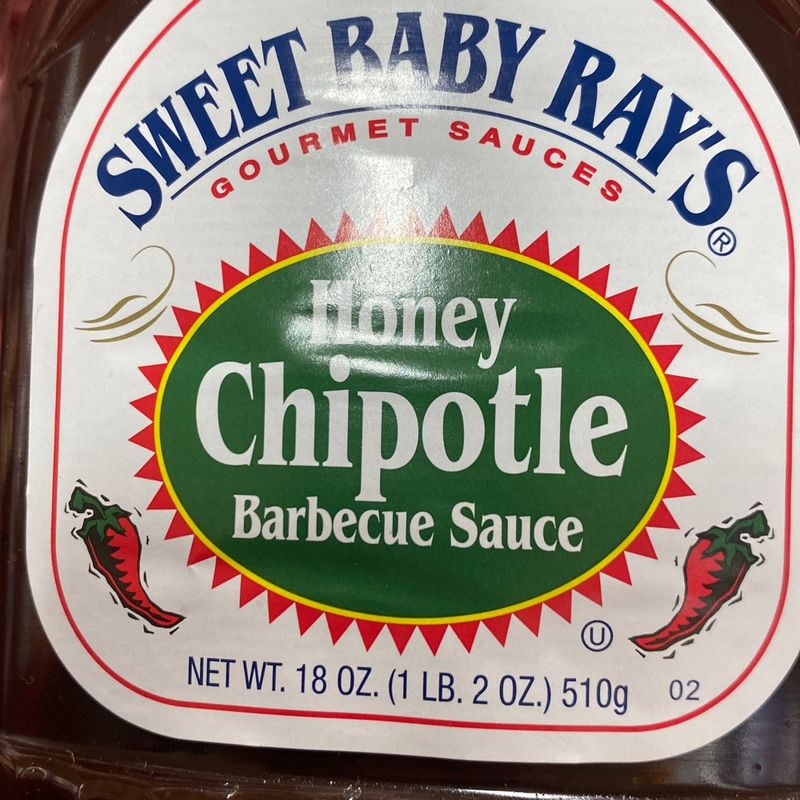 SWEET BABY RAY'S®
GOURMET SAUCES
Honey
Chipotle
Barbecue Sauce
U
NET WT. 18 OZ. (1 LB. 2 OZ.) 510g 02